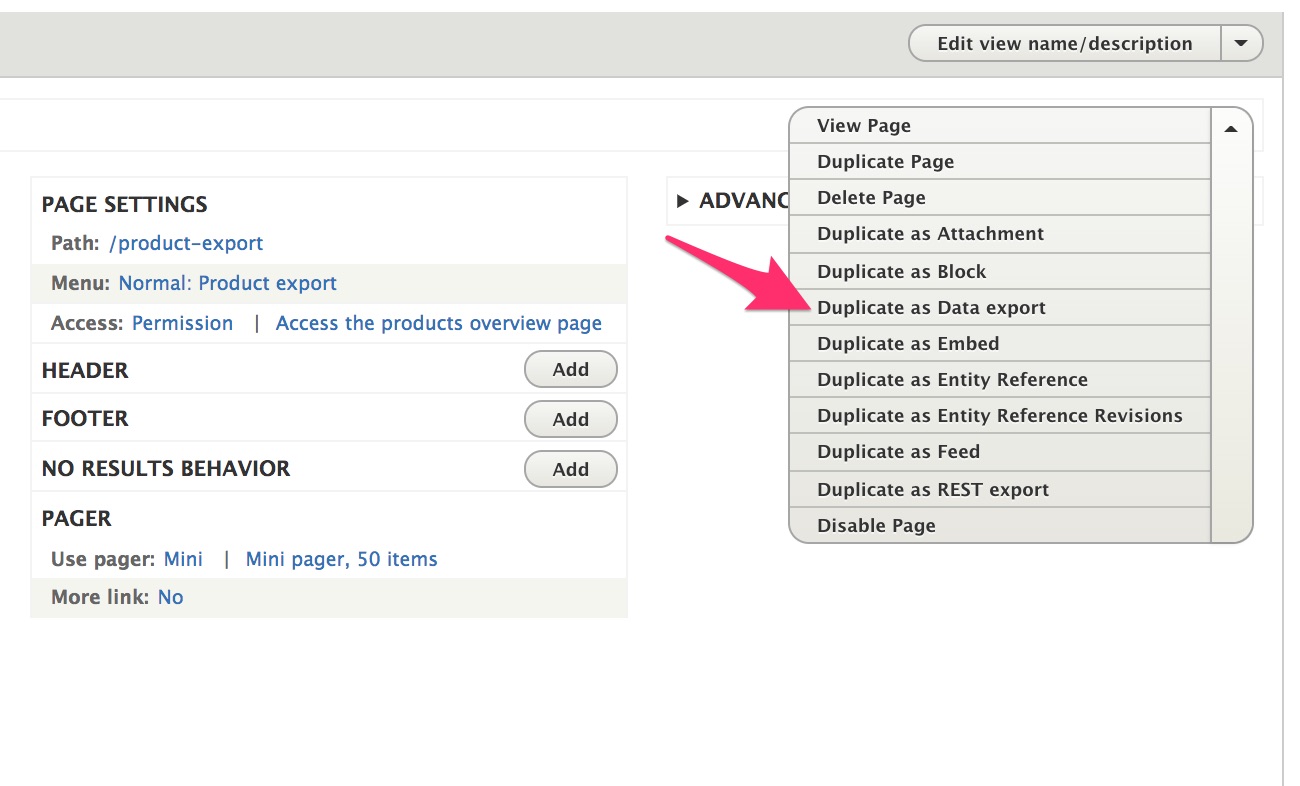 Edit view name/description
View Page
Duplicate Page
Delete Page
Duplicate as Attachment
Duplicate as Block
Duplicate as Data export
Duplicate as Embed
Duplicate as Entity Reference
Duplicate as Entity Reference Revisions
Duplicate as Feed
Duplicate as REST export
Disable Page
PAGE SETTINGS
Path: /product-export
Menu: Normal: Product export
Access: Permission | Access the products overview page
HEADER Add
FOOTER Add
NO RESULTS BEHAVIOR Add
PAGER
Use pager: Mini | Mini pager, 50 items
More link: No
ADVANC